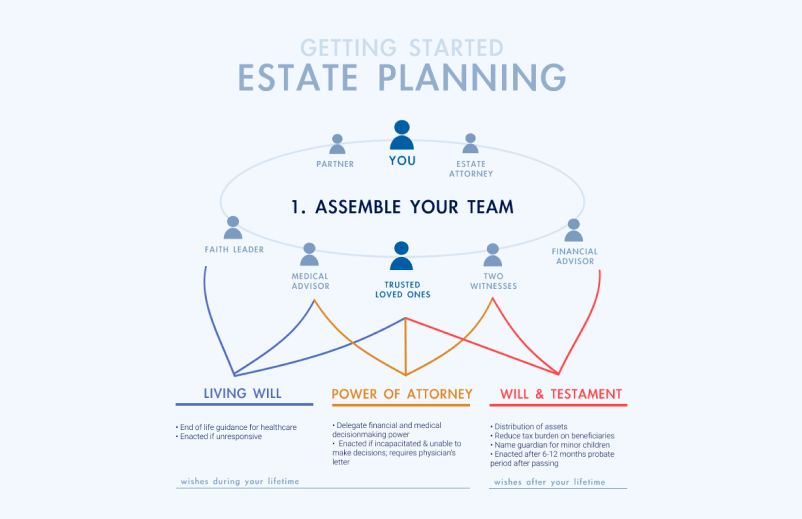 GETTING STARTED
ESTATE PLANNING
PARTNER
YOU
ESTATE
ATTORNEY
1. ASSEMBLE YOUR TEAM
FAITH LEADER
FINANCIAL
ADVISOR
MEDICAL
ADVISOR
TRUSTED
LOVED ONES
TWO
WITNESSES
LIVING WILL
• End of life guidance for healthcare
• Enacted if unresponsive
POWER OF ATTORNEY
• Delegate financial and medical
decisionmaking power
• Enacted if incapacitated & unable to
make decisions; requires physician's
letter
WILL & TESTAMENT
• Distribution of assets
• Reduce tax burden on beneficiaries
• Name guardian for minor children
• Enacted after 6-12 months probate
period after passing
wishes during your lifetime
wishes after your lifetime